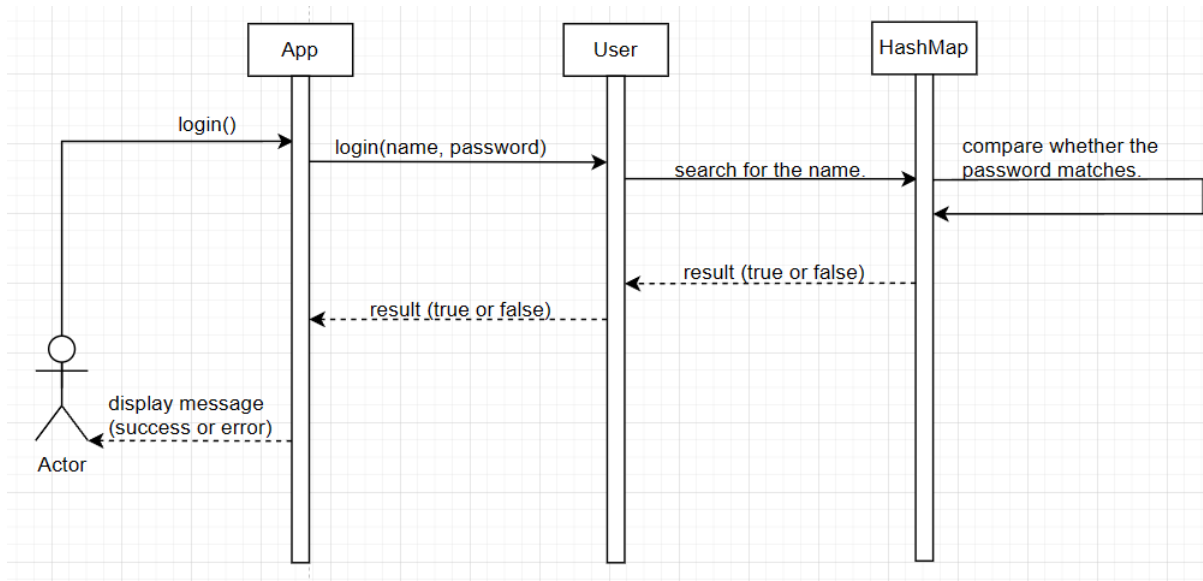 App
User
HashMap
login()
login(name, password)
compare whether the
password matches.
search for the name.
result (true or false)
result (true or false)
display message
(success or error)
Actor